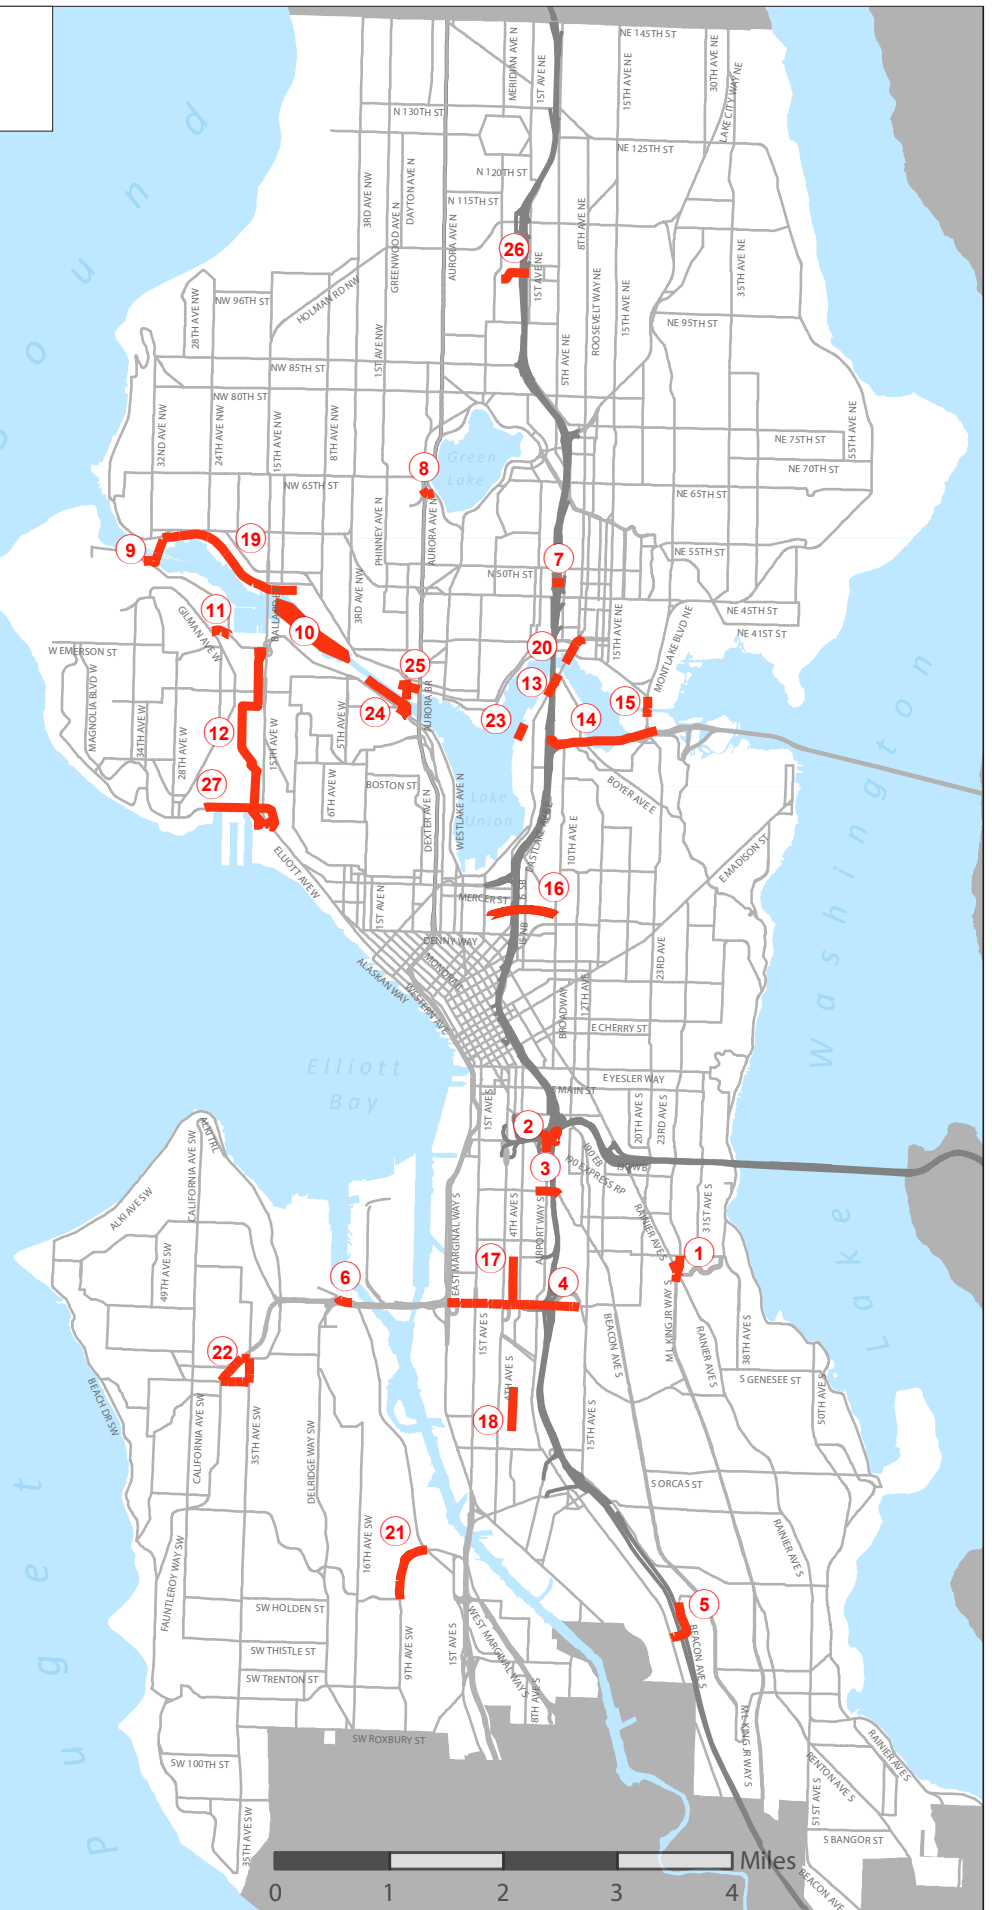 NE 145TH ST
MERIDIAN AVE N
1ST AVE NE
15TH AVE NE
30TH AVE NE
LAKE CITY WAY NE
N 130TH ST
NE 125TH ST
N 120TH ST
3RD AVE NW
DAYTON AVE N
GREENWOOD AVE N
N 115TH ST
AURORA AVE N
8TH AVE NE
26
1ST AVE NE
35TH AVE NE
ROOSEVELT WAY NE
15TH AVE NE
NW 96TH ST
HOLMAN RD NW
28TH AVE NW
1ST AVE NW
NE 95TH ST
5TH AVE NE
NW 85TH ST
NW 80TH ST
32ND AVE NW
24TH AVE NW
15TH AVE NW
8TH AVE NW
55TH AVE NE
NE 75TH ST
Green
Lake
8
NE 70TH ST
NW 65TH ST
NE 65TH ST
PHINNEY AVE N
AURORA AVE N
9
19
7
NE 55TH ST
N 50TH ST
3RD AVE NW
11
GILMAN AVE W
BALLARD BR
10
15TH AVE NE
NE 45TH ST
NE 41ST ST
W EMERSON ST
20
MONTLAKE BLVD NE
25
13
MAGNOLIA BLVD W
34TH AVE W
28TH AVE W
12
15TH AVE W
5TH AVE W
24
AURORA BR
23
14
15
27
6TH AVE W
BOSTON ST
DEXTER AVE N
WESTLAKE AVE N
Lake
Union
BOYER AVE E
EASTLAKE AVE E
10TH AVE E
E MADISON ST
ELLIOTT AVE W
1ST AVE N
MERCER ST
16
I5 SB
I5 NB
DENNY WAY
MONORAIL
23RD AVE
ALASKAN WAY
WESTERN AVE
BROADWAY
12TH AVE
E CHERRY ST
Elliott
Bay
E YESLER WAY
S MAIN ST
1ST AVE S
2
20TH AVE S
23RD AVE S
I90 EB
I90 WB
I90 EXPRESS RP
3
ALKI TRL
CALIFORNIA AVE SW
ALKI AVE SW
EAST MARGINAL WAY S
4TH AVE S
AIRPORT WAY S
RAINIER AVE S
31ST AVE S
49TH AVE SW
6
17
4
1
1ST AVE S
BEACON AVE S
M L KING JR WAY S
RAINIER AVE S
38TH AVE S
22
4TH AVE S
S GENESEE ST
50TH AVE S
BEACH DR SW
CALIFORNIA AVE SW
35TH AVE SW
DELRIDGE WAY SW
18
15TH AVE S
S ORCAS ST
21
16TH AVE SW
RAINIER AVE S
FAUNTLEROY WAY SW
SW HOLDEN ST
5
SW THISTLE ST
SW TRENTON ST
9TH AVE SW
1ST AVE S
WEST MARGINAL WAY S
8TH AVE S
BEACON AVE S
SW ROXBURY ST
M L KING JR WAY S
RENTON AVE S
RAINIER AVE S
SW 100TH ST
35TH AVE SW
51ST AVE S
S BANGOR ST
BEACON AVE
Puget Sound
Lake Washington
Miles
0 1 2 3 4